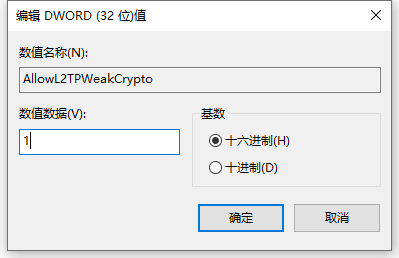 编辑 DWORD (32 位)值
数值名称(N):
AllowL2TPWeakCrypto
数值数据(V):
1
基数
十六进制(H)
十进制(D)
确定
取消